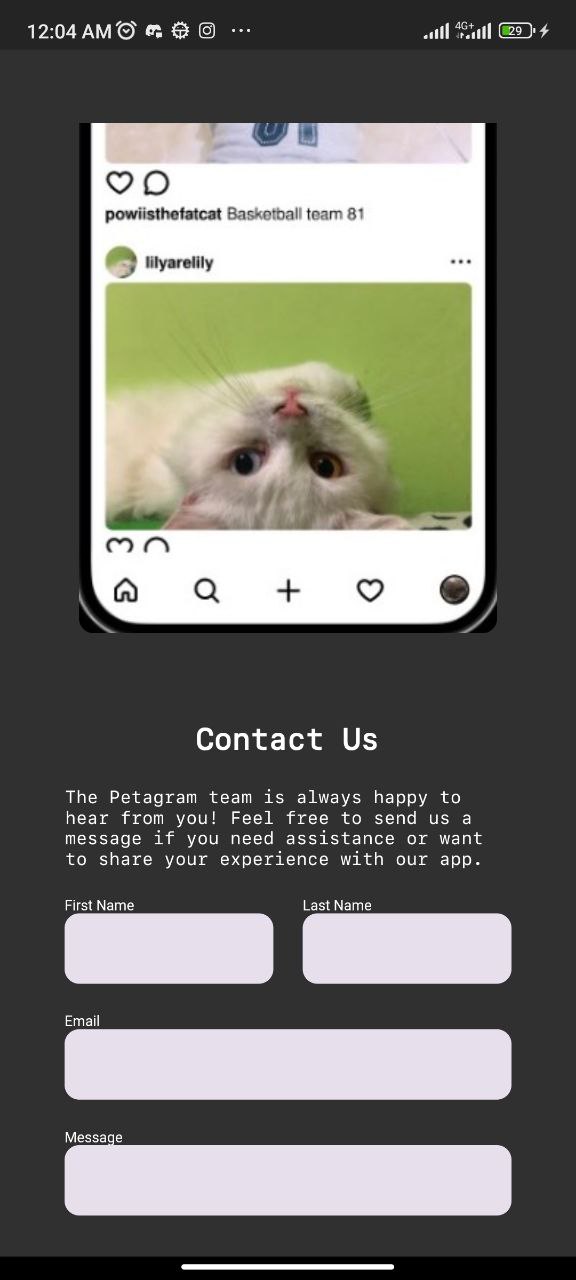 12:04 AM
4G+
29
81
powiisthefatcat Basketball team 81
lilyarelily
Contact Us
The Petagram team is always happy to
hear from you! Feel free to send us a
message if you need assistance or want
to share your experience with our app.
First Name Last Name
Email
Message